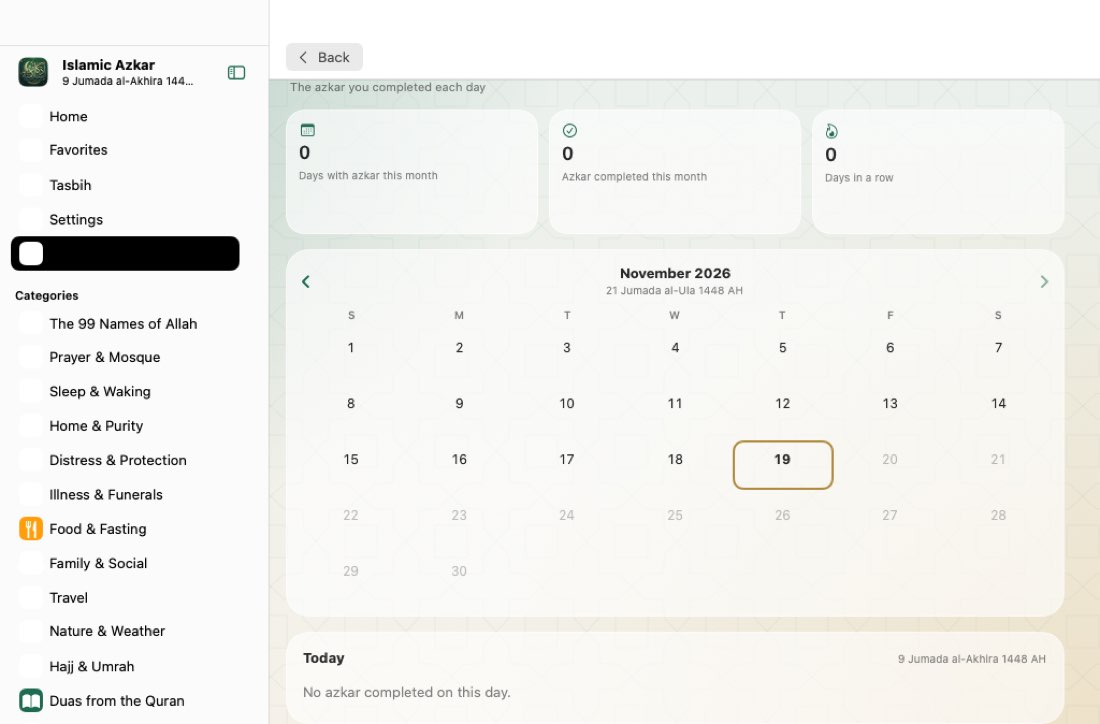 Islamic Azkar
9 Jumada al-Akhira 144...
Home
Favorites
Tasbih
Settings
Categories
The 99 Names of Allah
Prayer & Mosque
Sleep & Waking
Home & Purity
Distress & Protection
Illness & Funerals
Food & Fasting
Family & Social
Travel
Nature & Weather
Hajj & Umrah
Duas from the Quran
Back
The azkar you completed each day
0
Days with azkar this month
0
Azkar completed this month
0
Days in a row
November 2026
21 Jumada al-Ula 1448 AH
S M T W T F S
1 2 3 4 5 6 7
8 9 10 11 12 13 14
15 16 17 18 19 20 21
22 23 24 25 26 27 28
29 30
Today 9 Jumada al-Akhira 1448 AH
No azkar completed on this day.